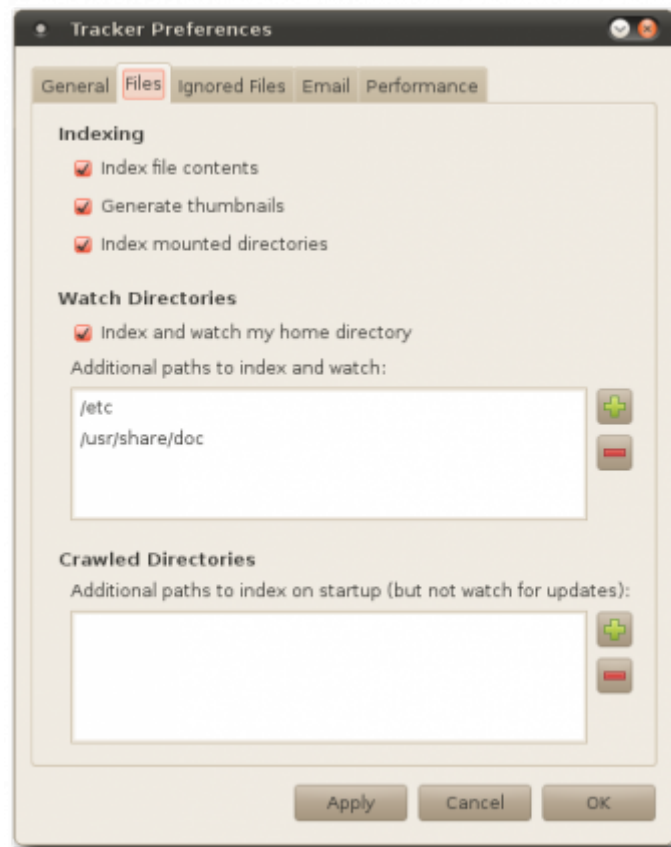 Tracker Preferences
General Files Ignored Files Email Performance
Indexing
Index file contents
Generate thumbnails
Index mounted directories
Watch Directories
Index and watch my home directory
Additional paths to index and watch:
/etc
/usr/share/doc
Crawled Directories
Additional paths to index on startup (but not watch for updates):
Apply Cancel OK